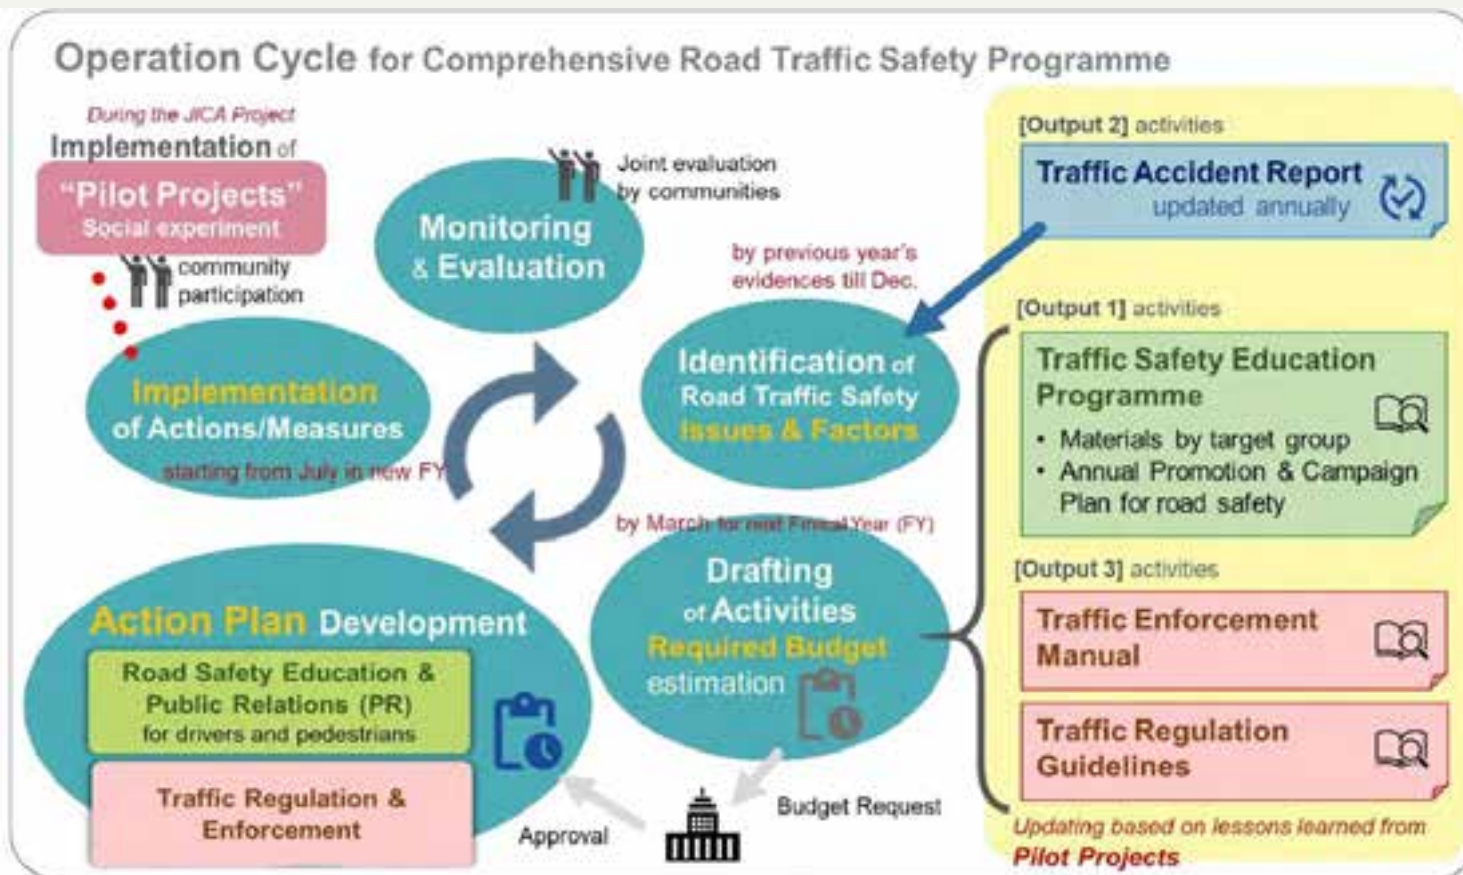 Operation Cycle for Comprehensive Road Traffic Safety Programme
During the JICA Project
Implementation of
“Pilot Projects”
Social experiment
community
participation
Monitoring
& Evaluation
Joint evaluation
by communities
by previous year's
evidences till Dec.
Identification of
Road Traffic Safety
Issues & Factors
Implementation
of Actions/Measures
starting from July in new FY
by March for next Fiscal Year (FY)
Drafting
of Activities
Required Budget
estimation
Action Plan Development
Road Safety Education &
Public Relations (PR)
for drivers and pedestrians
Traffic Regulation &
Enforcement
Approval
Budget Request
[Output 2] activities
Traffic Accident Report
updated annually
[Output 1] activities
Traffic Safety Education
Programme
• Materials by target group
• Annual Promotion & Campaign
Plan for road safety
[Output 3] activities
Traffic Enforcement
Manual
Traffic Regulation
Guidelines
Updating based on lessons learned from
Pilot Projects